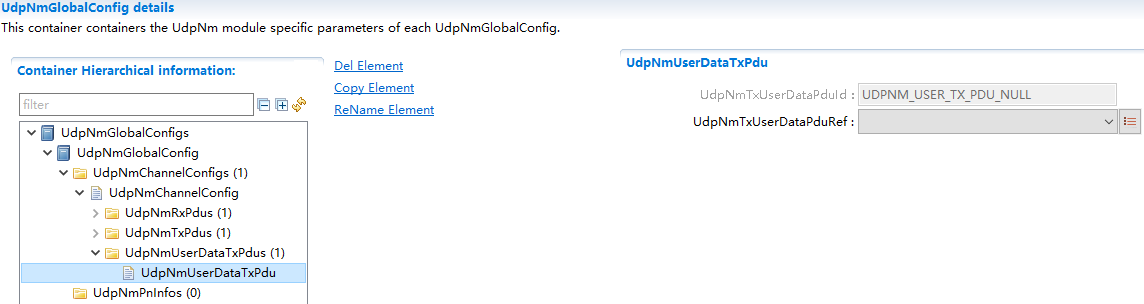 UdpNmGlobalConfig details
This container containers the UdpNm module specific parameters of each UdpNmGlobalConfig.
Container Hierarchical information:
filter
UdpNmGlobalConfigs
UdpNmGlobalConfig
UdpNmChannelConfigs (1)
UdpNmChannelConfig
UdpNmRxPdus (1)
UdpNmTxPdus (1)
UdpNmUserDataTxPdus (1)
UdpNmUserDataTxPdu
UdpNmPnInfos (0)
Del Element
Copy Element
ReName Element
UdpNmUserDataTxPdu
UdpNmTxUserDataPduId : UDPNM_USER_TX_PDU_NULL
UdpNmTxUserDataPduRef :